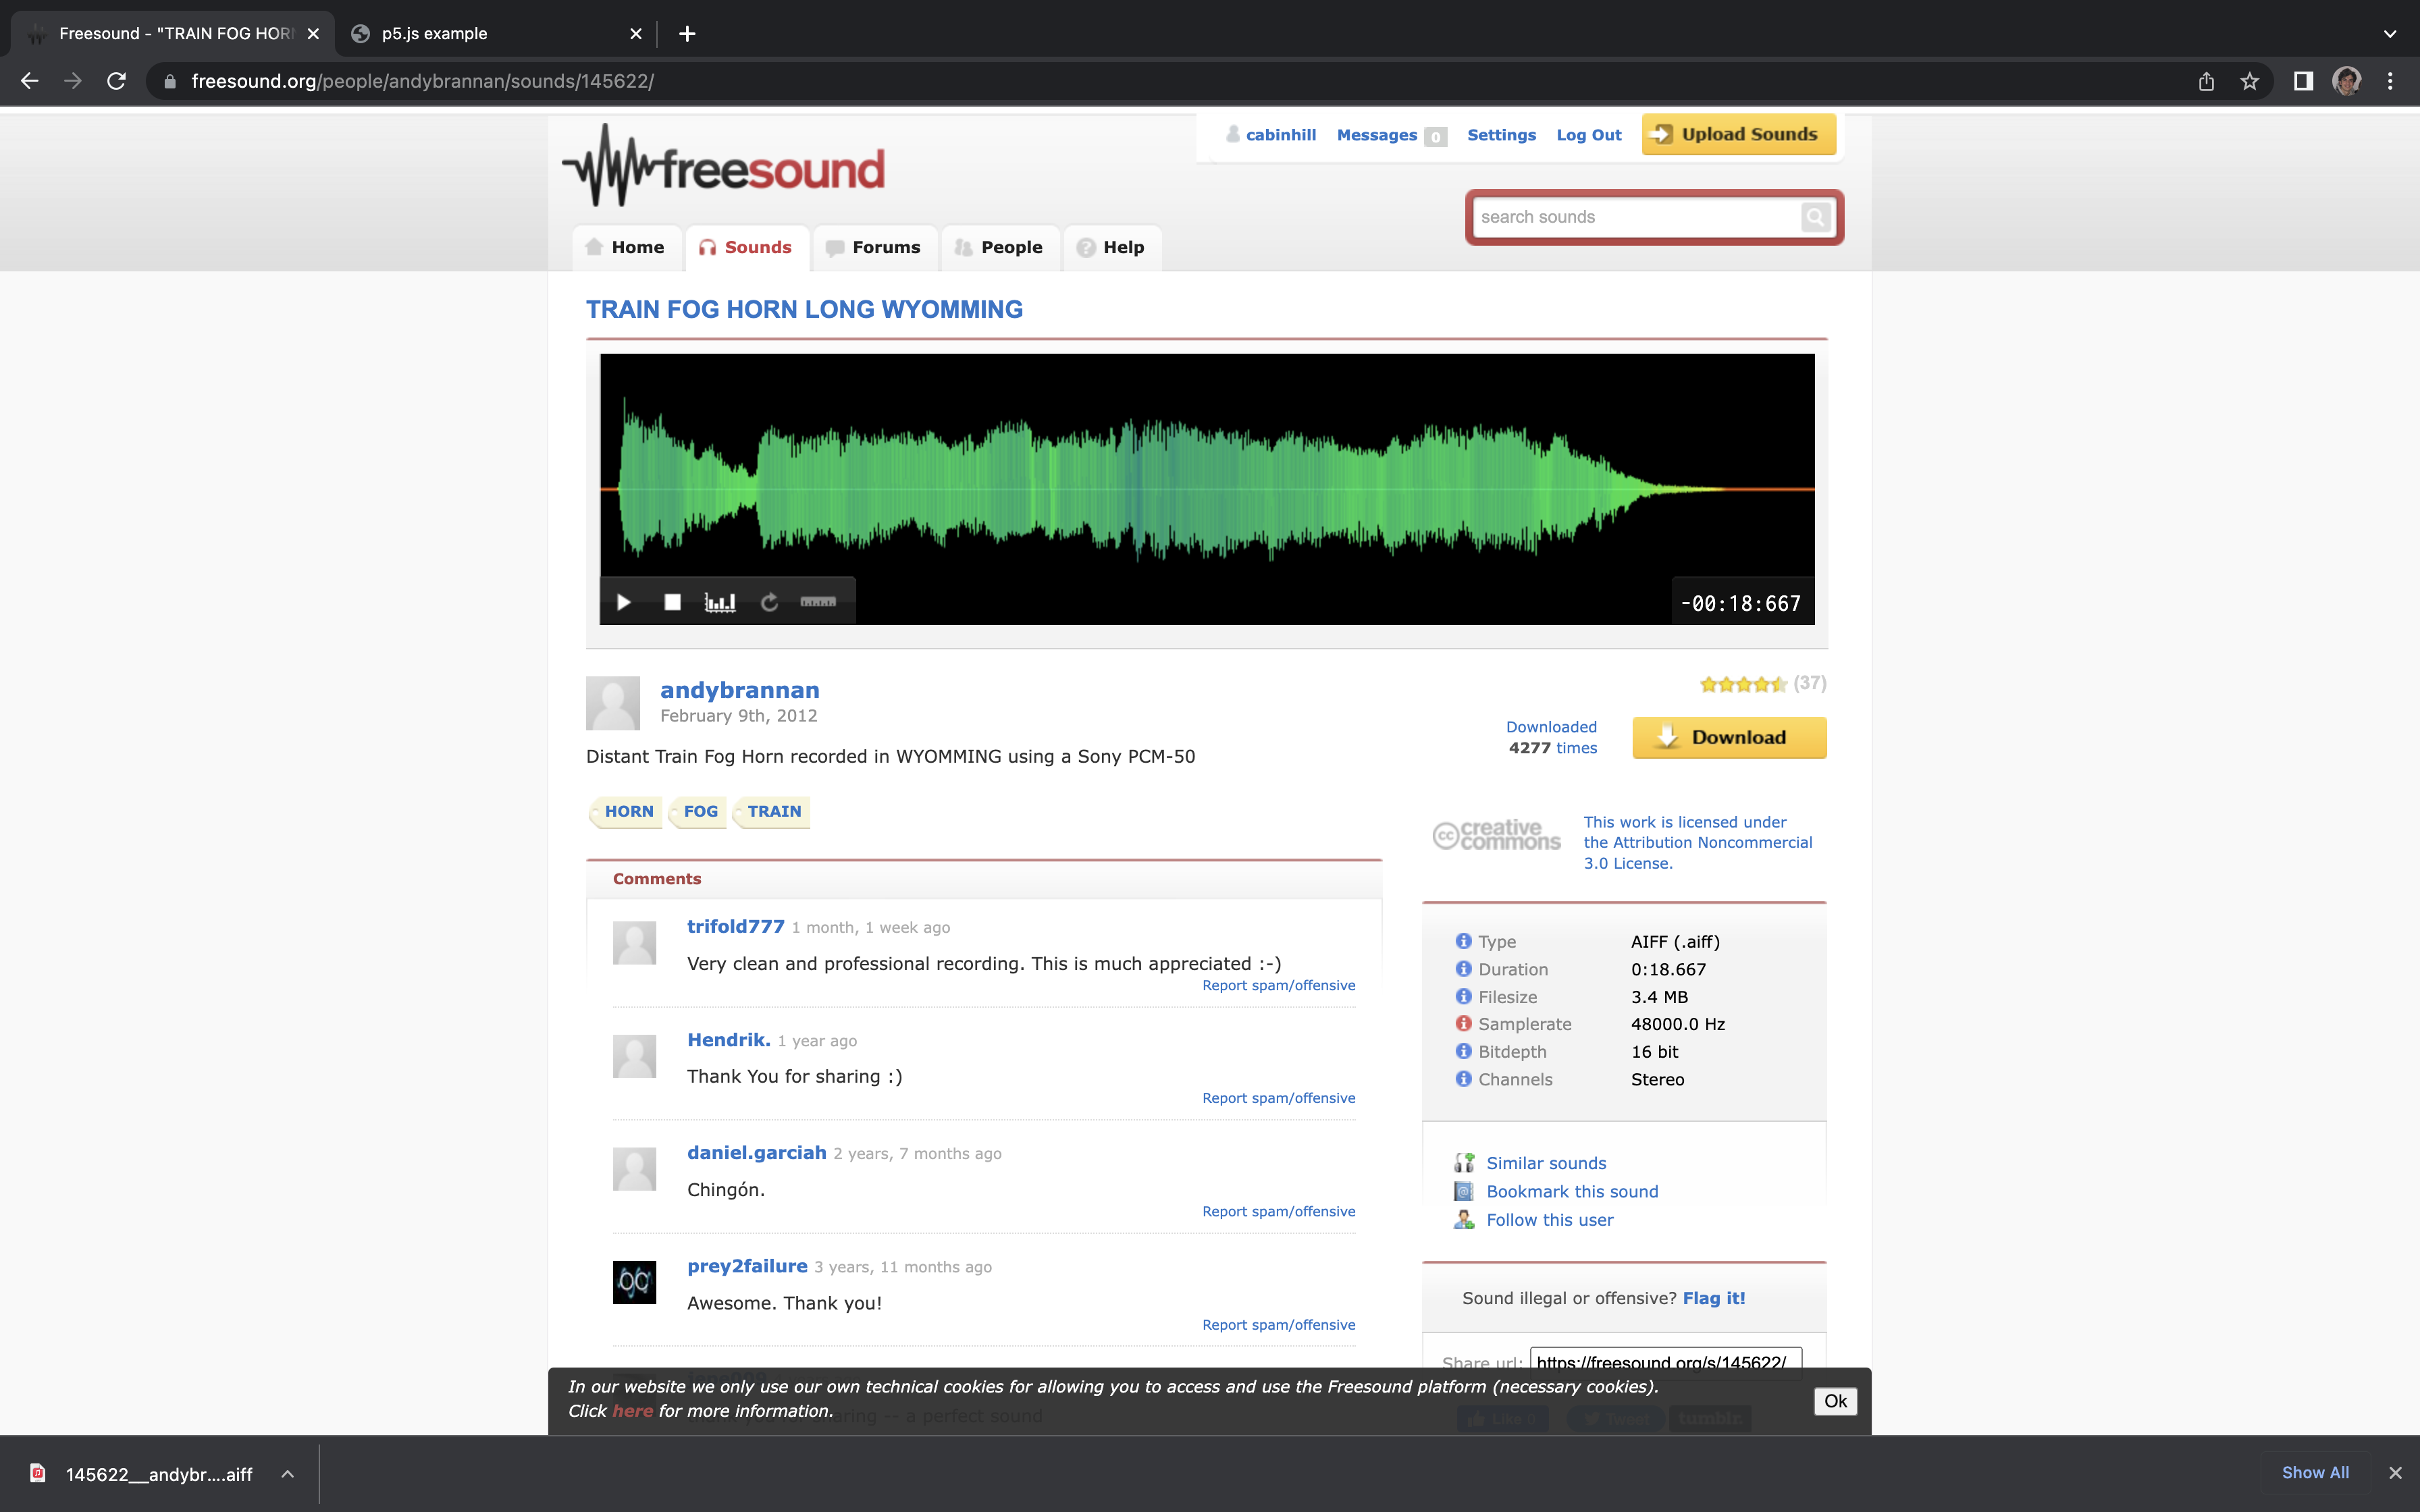 Freesound - "TRAIN FOG HOR
p5.js example
freesound.org/people/andybrannan/sounds/145622/
cabinhill Messages 0 Settings Log Out Upload Sounds
freesound
search sounds
Home Sounds Forums People Help
TRAIN FOG HORN LONG WYOMMING
-00:18:667
andybrannan
February 9th, 2012
(37)
Downloaded
4277 times
Download
Distant Train Fog Horn recorded in WYOMMING using a Sony PCM-50
HORN FOG TRAIN
cc creative commons
This work is licensed under
the Attribution Noncommercial
3.0 License.
Comments
trifold777 1 month, 1 week ago
Very clean and professional recording. This is much appreciated :-)
Report spam/offensive
Hendrik. 1 year ago
Thank You for sharing :)
Report spam/offensive
daniel.garciah 2 years, 7 months ago
Chingón.
Report spam/offensive
prey2failure 3 years, 11 months ago
Awesome. Thank you!
Report spam/offensive
Type AIFF (.aiff)
Duration 0:18.667
Filesize 3.4 MB
Samplerate 48000.0 Hz
Bitdepth 16 bit
Channels Stereo
Similar sounds
Bookmark this sound
Follow this user
Sound illegal or offensive? Flag it!
Share url: https://freesound.org/s/145622/
In our website we only use our own technical cookies for allowing you to access and use the Freesound platform (necessary cookies).
Click here for more information.
Ok
a perfect sound
Like 0 Tweet tumblr.
145622__andybr....aiff
Show All